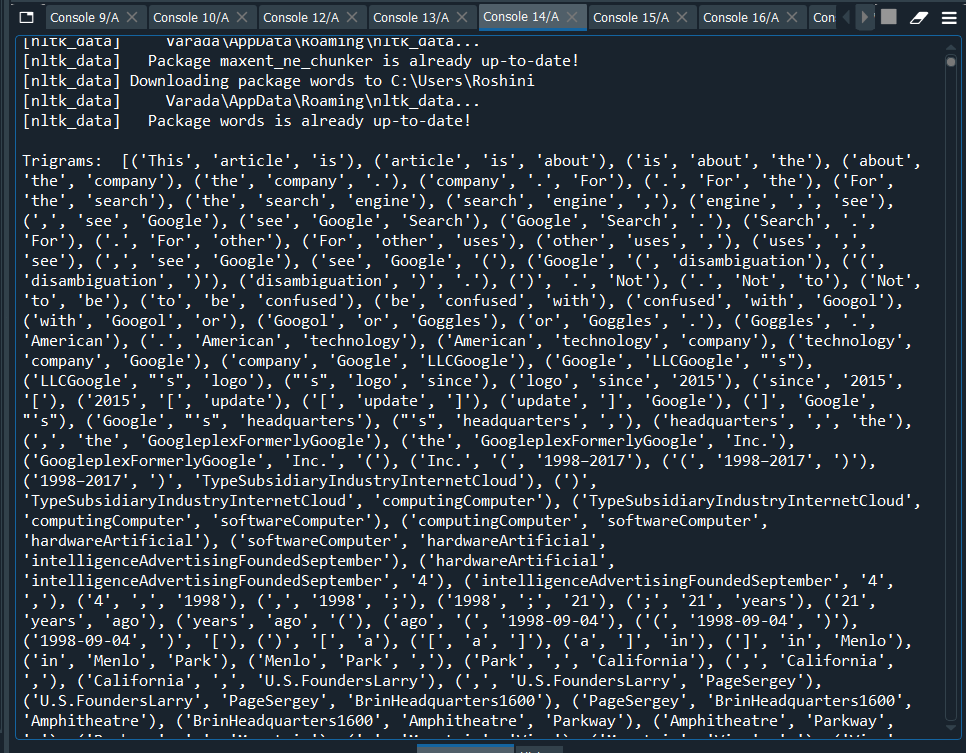 Console 9/A Console 10/A Console 12/A Console 13/A Console 14/A Console 15/A Console 16/A Con
[nltk_data]     Varada\AppData\Roaming\nltk_data...
[nltk_data]   Package maxent_ne_chunker is already up-to-date!
[nltk_data] Downloading package words to C:\Users\Roshini
[nltk_data]     Varada\AppData\Roaming\nltk_data...
[nltk_data]   Package words is already up-to-date!
Trigrams:  [('This', 'article', 'is'), ('article', 'is', 'about'), ('is', 'about', 'the'), ('about',
'the', 'company'), ('the', 'company', '.'), ('company', '.', 'For'), ('.', 'For', 'the'), ('For',
'the', 'search'), ('the', 'search', 'engine'), ('search', 'engine', ','), ('engine', ',', 'see'),
(',', 'see', 'Google'), ('see', 'Google', 'Search'), ('Google', 'Search', '.'), ('Search', '.',
'For'), ('.', 'For', 'other'), ('For', 'other', 'uses'), ('other', 'uses', ','), ('uses', ',',
'see'), (',', 'see', 'Google'), ('see', 'Google', '('), ('Google', '(', 'disambiguation'), ('(',
'disambiguation', ')'), ('disambiguation', ')', '.'), (')', '.', 'Not'), ('.', 'Not', 'to'), ('Not',
'to', 'be'), ('to', 'be', 'confused'), ('be', 'confused', 'with'), ('confused', 'with', 'Googol'),
('with', 'Googol', 'or'), ('Googol', 'or', 'Goggles'), ('or', 'Goggles', '.'), ('Goggles', '.',
'American'), ('.', 'American', 'technology'), ('American', 'technology', 'company'), ('technology',
'company', 'Google'), ('company', 'Google', 'LLCGoogle'), ('Google', 'LLCGoogle', "'s"),
('LLCGoogle', "'s", 'logo'), ("'s", 'logo', 'since'), ('logo', 'since', '2015'), ('since', '2015',
'['), ('2015', '[', 'update'), ('[', 'update', ']'), ('update', ']', 'Google'), (']', 'Google',
"'s"), ('Google', "'s", 'headquarters'), ("'s", 'headquarters', ','), ('headquarters', ',', 'the'),
(',', 'the', 'GoogleplexFormerlyGoogle'), ('the', 'GoogleplexFormerlyGoogle', 'Inc.'),
('GoogleplexFormerlyGoogle', 'Inc.', '('), ('Inc.', '(', '1998–2017'), ('(', '1998–2017', ')'),
('1998–2017', ')', 'TypeSubsidiaryIndustryInternetCloud'), (')',
'TypeSubsidiaryIndustryInternetCloud', 'computingComputer'), ('TypeSubsidiaryIndustryInternetCloud',
'computingComputer', 'softwareComputer'), ('computingComputer', 'softwareComputer',
'hardwareArtificial'), ('softwareComputer', 'hardwareArtificial',
'intelligenceAdvertisingFoundedSeptember'), ('hardwareArtificial',
'intelligenceAdvertisingFoundedSeptember', '4'), ('intelligenceAdvertisingFoundedSeptember', '4',
','), ('4', ',', '1998'), (',', '1998', ';'), ('1998', ';', '21'), (';', '21', 'years'), ('21',
'years', 'ago'), ('years', 'ago', '('), ('ago', '(', '1998-09-04'), ('(', '1998-09-04', ')'),
('1998-09-04', ')', '['), (')', '[', 'a'), ('[', 'a', ']'), ('a', ']', 'in'), (']', 'in', 'Menlo'),
('in', 'Menlo', 'Park'), ('Menlo', 'Park', ','), ('Park', ',', 'California'), (',', 'California',
','), ('California', ',', 'U.S.FoundersLarry'), (',', 'U.S.FoundersLarry', 'PageSergey'),
('U.S.FoundersLarry', 'PageSergey', 'BrinHeadquarters1600'), ('PageSergey', 'BrinHeadquarters1600',
'Amphitheatre'), ('BrinHeadquarters1600', 'Amphitheatre', 'Parkway'), ('Amphitheatre', 'Parkway',